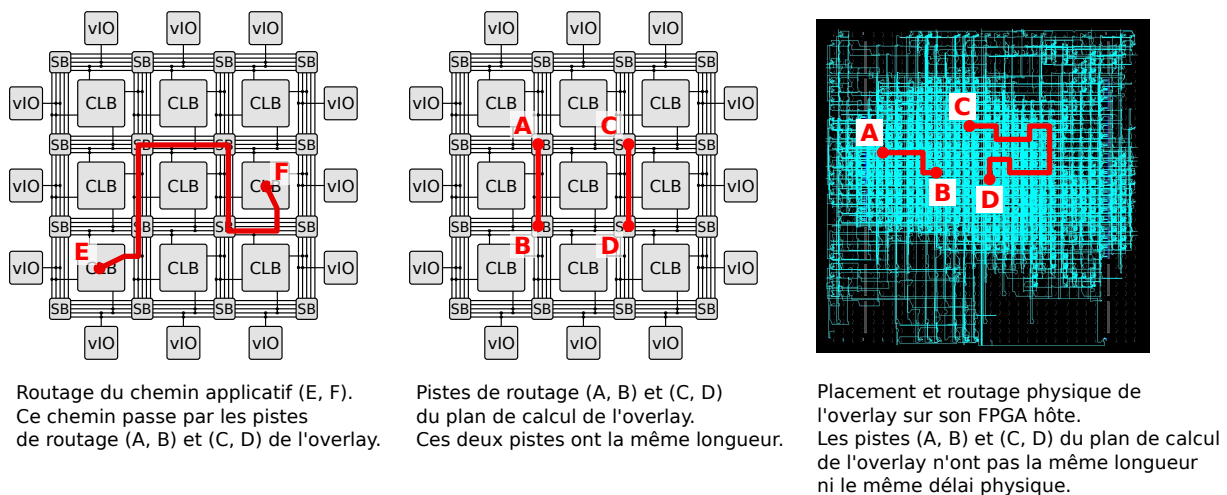 vIO vIO vIO
SB SB SB SB
vIO CLB CLB CLB vIO
SB SB SB SB
vIO CLB CLB CLB F vIO
SB SB SB SB
vIO E CLB CLB CLB vIO
SB SB SB SB
vIO vIO vIO
Routage du chemin applicatif (E, F).
Ce chemin passe par les pistes
de routage (A, B) et (C, D) de l'overlay.
vIO vIO vIO
SB SB SB SB
vIO CLB CLB CLB vIO
A C
SB SB SB SB
vIO CLB CLB CLB vIO
SB SB SB SB
B D
vIO CLB CLB CLB vIO
SB SB SB SB
vIO vIO vIO
Pistes de routage (A, B) et (C, D)
du plan de calcul de l'overlay.
Ces deux pistes ont la même longueur.
C
A
B D
Placement et routage physique de
l'overlay sur son FPGA hôte.
Les pistes (A, B) et (C, D) du plan de calcul
de l'overlay n'ont pas la même longueur
ni le même délai physique.